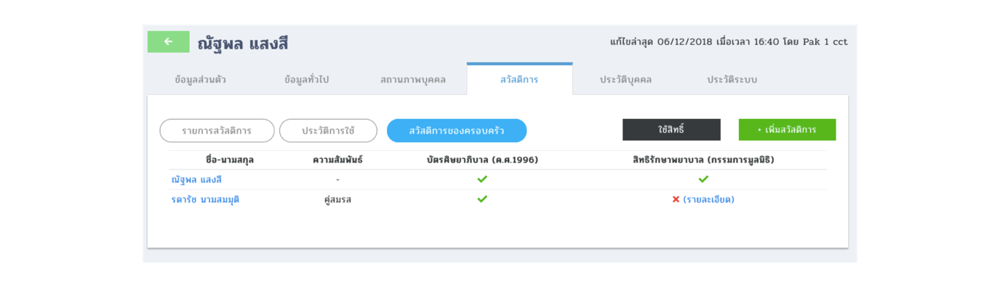 ณัฐพล แสงสี
แก้ไขล่าสุด 06/12/2018 เมื่อเวลา 16:40 โดย Pak 1 cct
ข้อมูลส่วนตัว ข้อมูลทั่วไป สถานภาพบุคคล สวัสดิการ ประวัติบุคคล ประวัติระบบ
รายการสวัสดิการ ประวัติการใช้ สวัสดิการของครอบครัว ใช้สิทธิ์ + เพิ่มสวัสดิการ
ชื่อ-นามสกุล ความสัมพันธ์ บัตรศิษยาภิบาล (ค.ศ.1996) สิทธิรักษาพยาบาล (กรรมการมูลนิธิ)
ณัฐพล แสงสี -
รดารัช นามสมมุติ คู่สมรส (รายละเอียด)